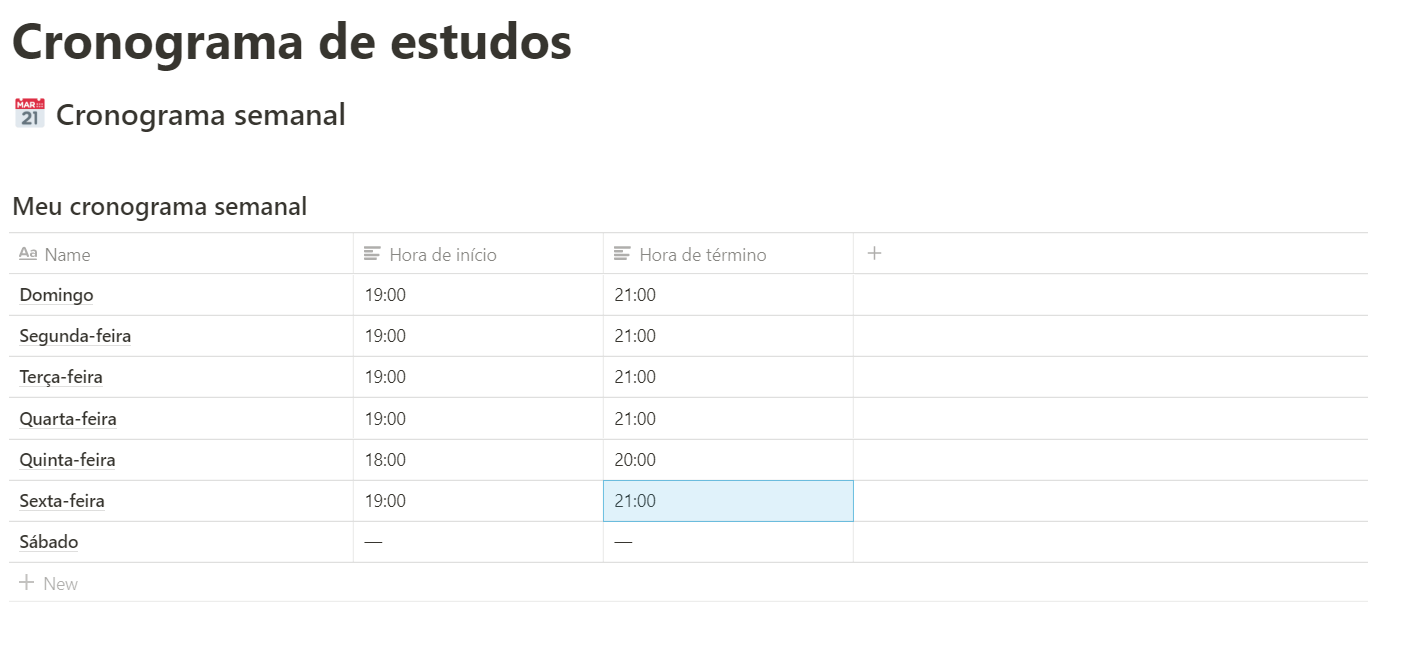 Cronograma de estudos
MAR 21 Cronograma semanal
Meu cronograma semanal
Aa Name Hora de início Hora de término +
Domingo 19:00 21:00
Segunda-feira 19:00 21:00
Terça-feira 19:00 21:00
Quarta-feira 19:00 21:00
Quinta-feira 18:00 20:00
Sexta-feira 19:00 21:00
Sábado — —
+ New